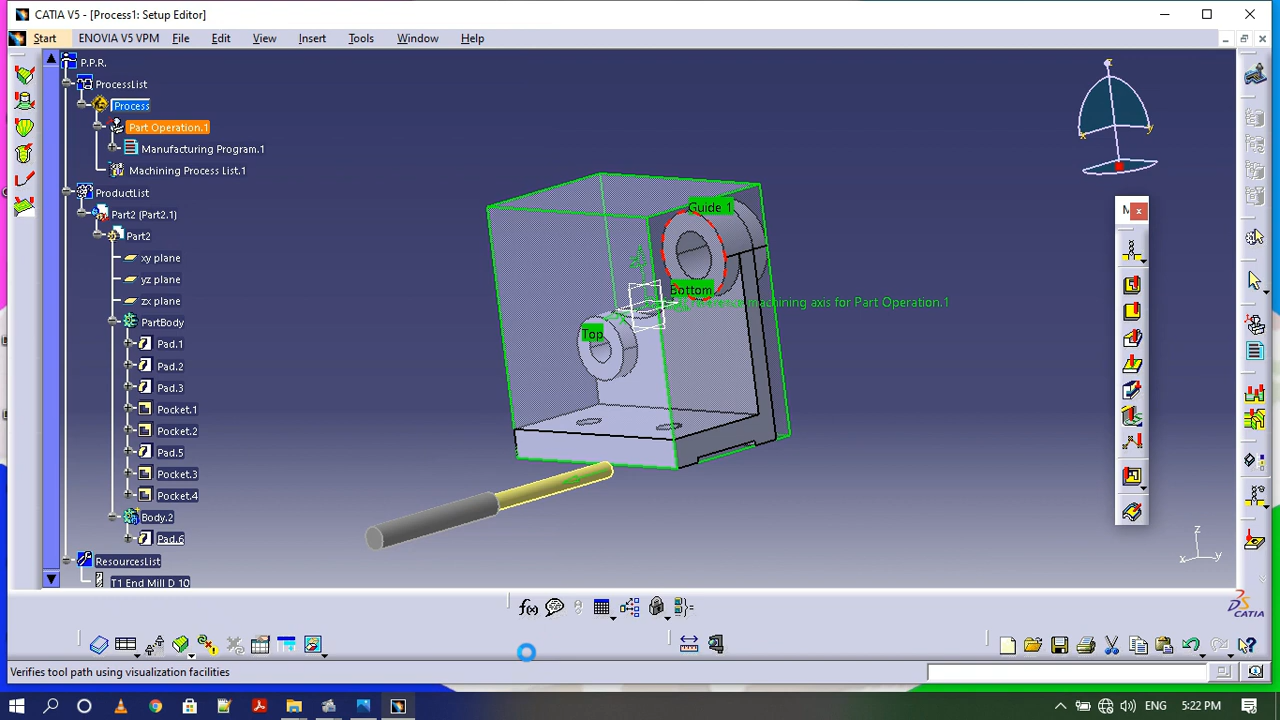 CATIA V5 - [Process1: Setup Editor]
Start ENOVIA V5 VPM File Edit View Insert Tools Window Help
P.P.R.
ProcessList
Process
Part Operation.1
Manufacturing Program.1
Machining Process List.1
ProductList
Part2 (Part2.1)
Part2
xy plane
yz plane
zx plane
PartBody
Pad.1
Pad.2
Pad.3
Pocket.1
Pocket.2
Pad.5
Pocket.3
Pocket.4
Body.2
Pad.6
ResourcesList
T1 End Mill D 10
Guide 1
Bottom
machining axis for Part Operation.1
Top
z
x
y
M
z
x
y
CATIA
f(x)
Verifies tool path using visualization facilities
ENG 5:22 PM